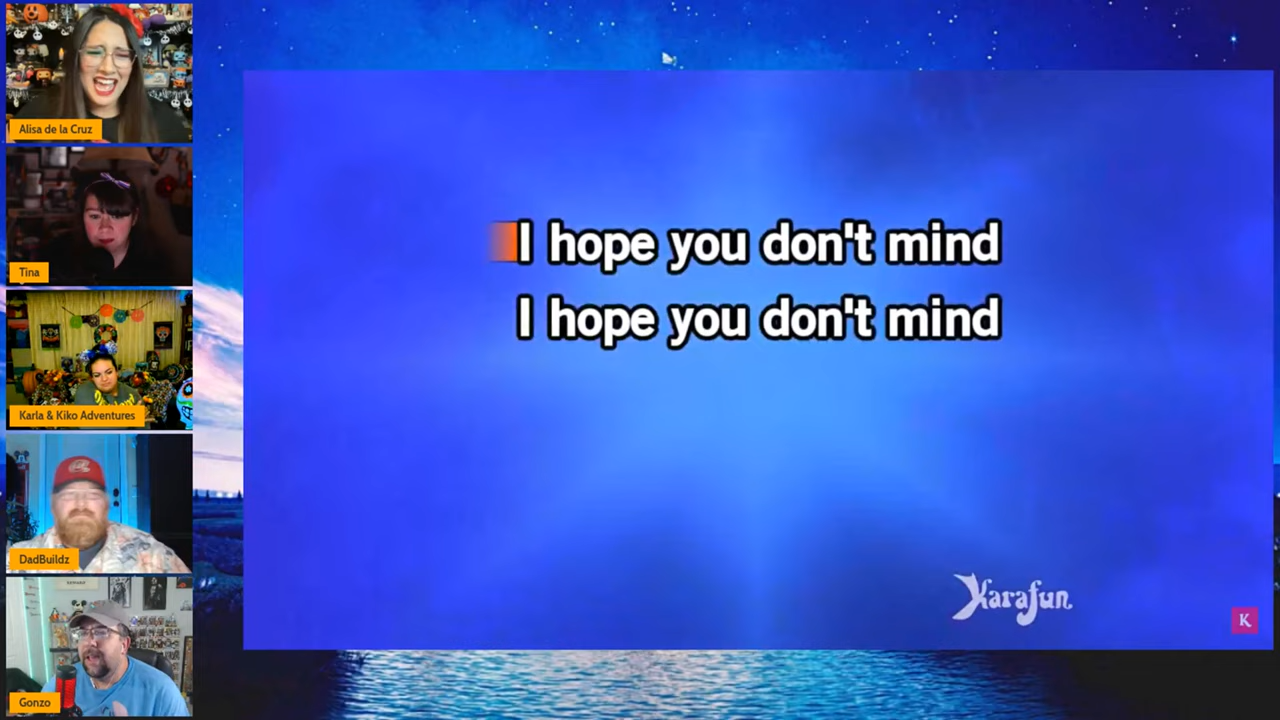 Alisa de la Cruz
Tina
Karla & Kiko Adventures
DadBuildz
Gonzo
I hope you don't mind
I hope you don't mind
Karafun
K